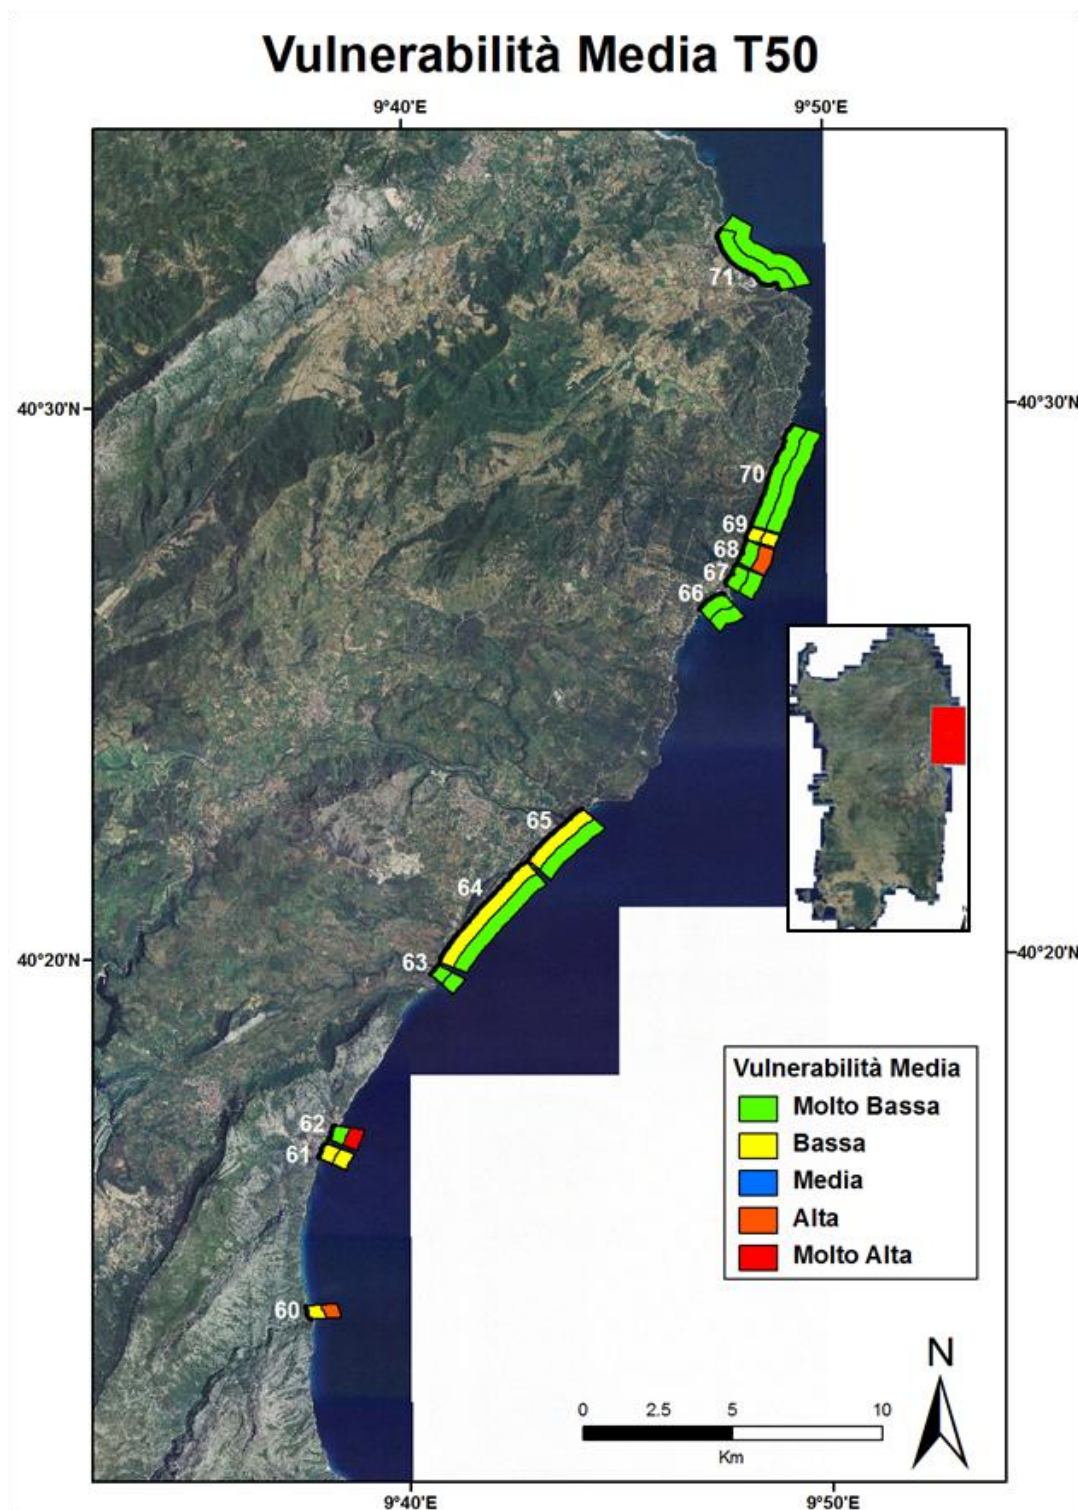 Vulnerabilità Media T50
9°40'E
9°50'E
71
40°30'N
40°30'N
70
69
68
67
66
65
64
63
40°20'N
40°20'N
Vulnerabilità Media
Molto Bassa
Bassa
Media
Alta
Molto Alta
62
61
60
N
0 2.5 5 10
Km
9°40'E
9°50'E